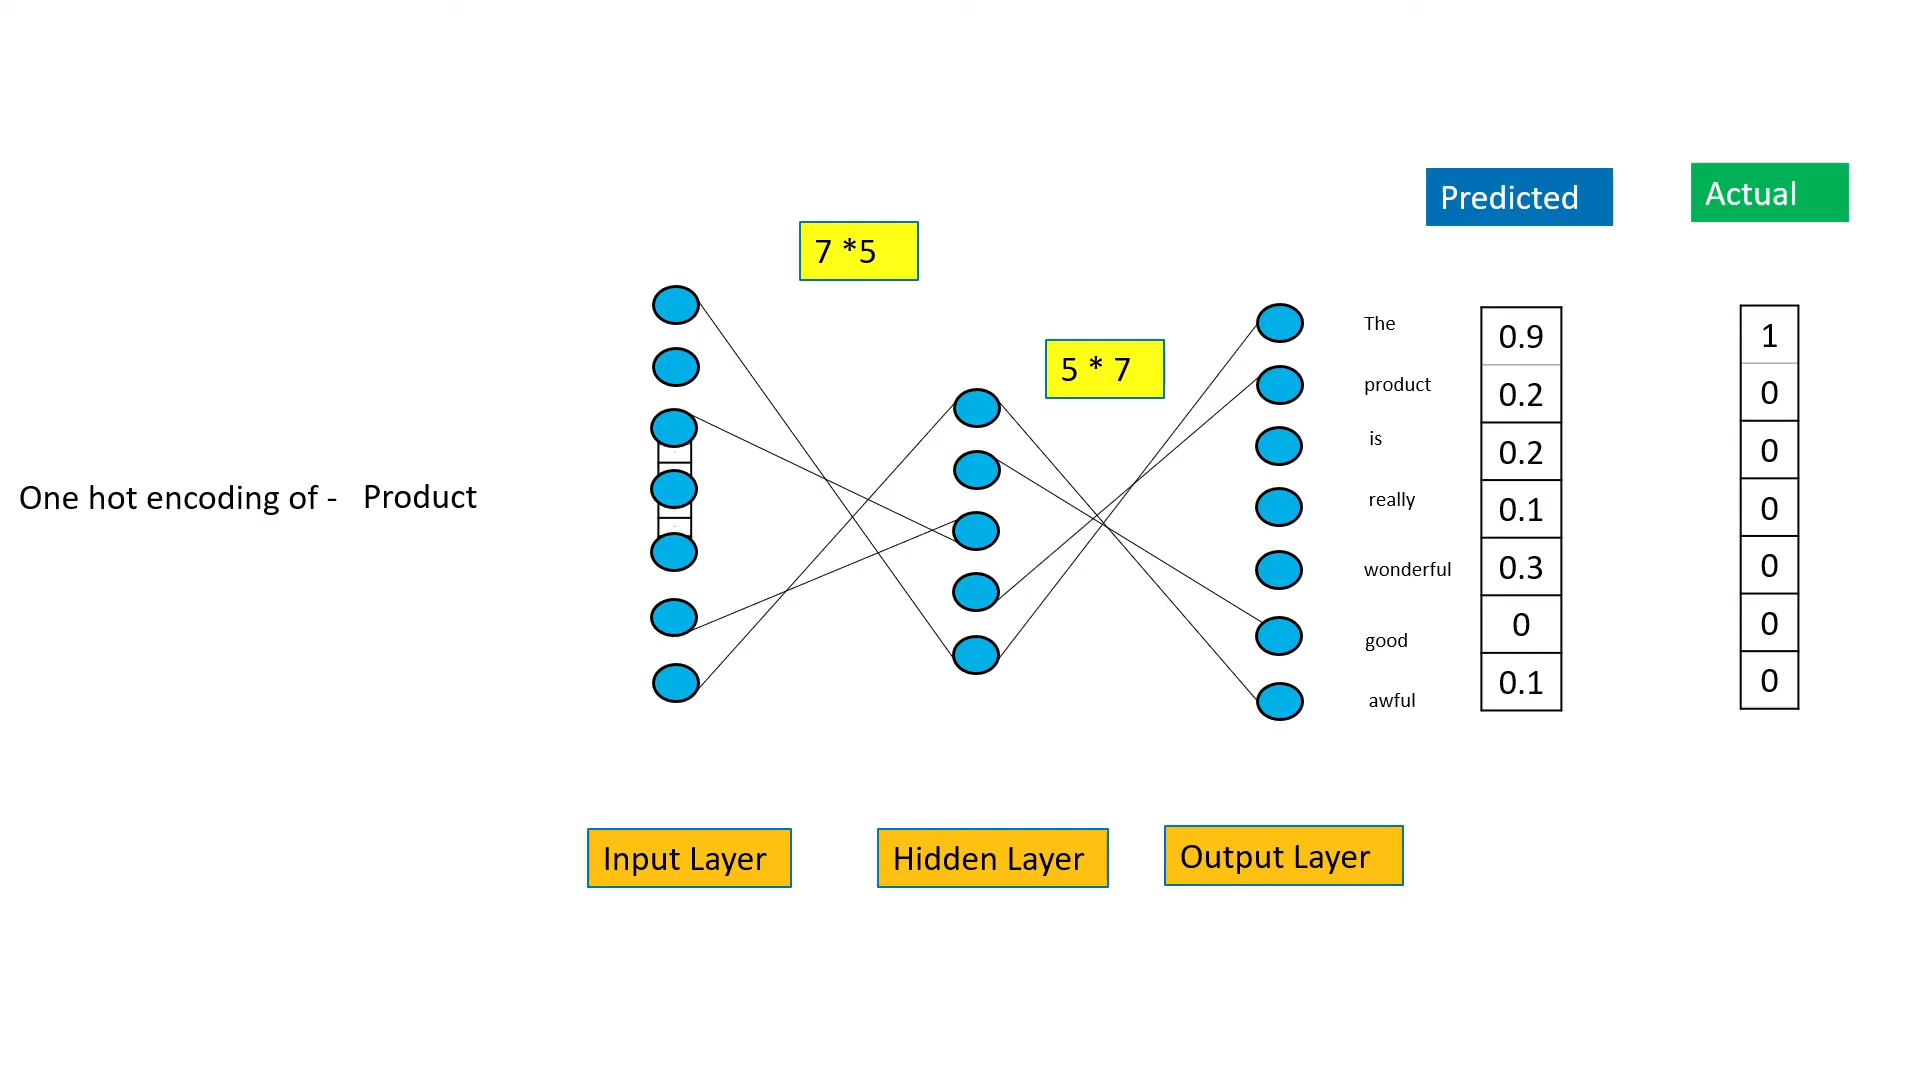 Predicted
Actual
7 *5
5 * 7
One hot encoding of - Product
The 0.9 1
product 0.2 0
is 0.2 0
really 0.1 0
wonderful 0.3 0
good 0 0
awful 0.1 0
Input Layer
Hidden Layer
Output Layer